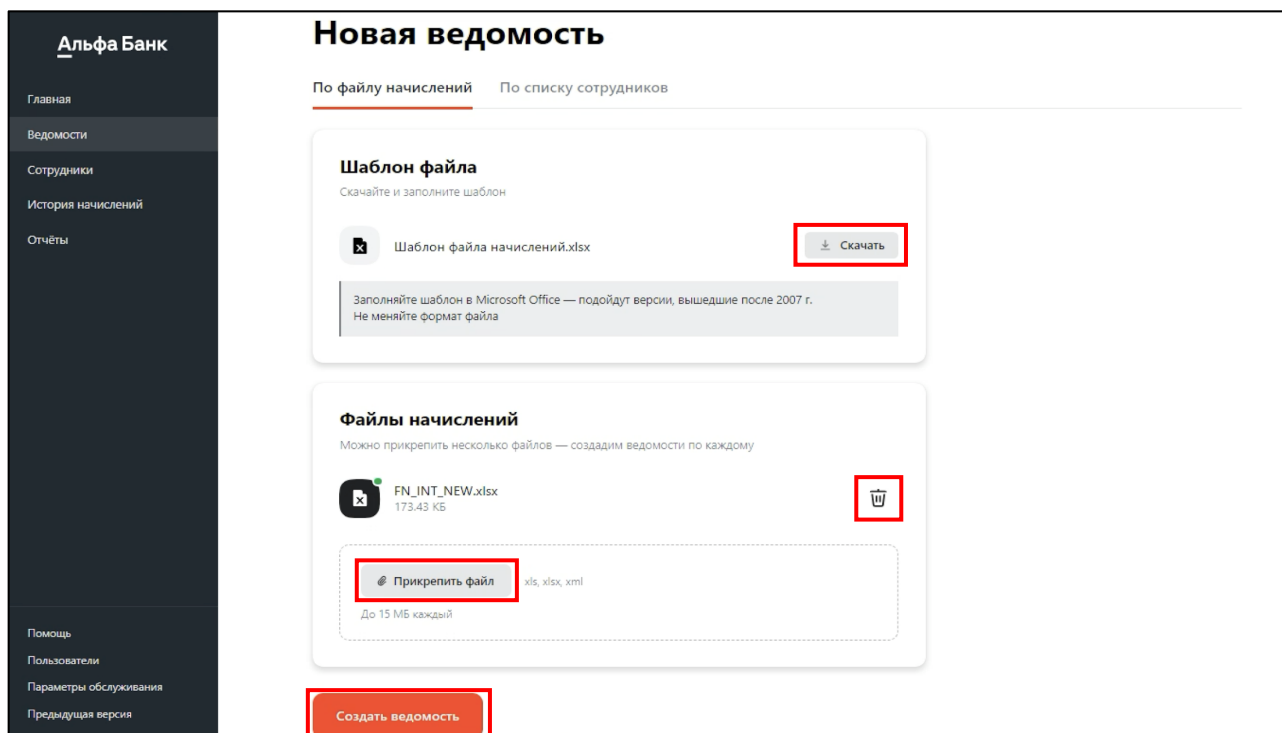 Альфа Банк
Главная
Ведомости
Сотрудники
История начислений
Отчёты
Помощь
Пользователи
Параметры обслуживания
Предыдущая версия
Новая ведомость
По файлу начислений
По списку сотрудников
Шаблон файла
Скачайте и заполните шаблон
Шаблон файла начислений.xlsx
Скачать
Заполняйте шаблон в Microsoft Office — подойдут версии, вышедшие после 2007 г.
Не меняйте формат файла
Файлы начислений
Можно прикрепить несколько файлов — создадим ведомости по каждому
FN_INT_NEW.xlsx
173.43 КБ
Прикрепить файл
xls, xlsx, xml
До 15 МБ каждый
Создать ведомость